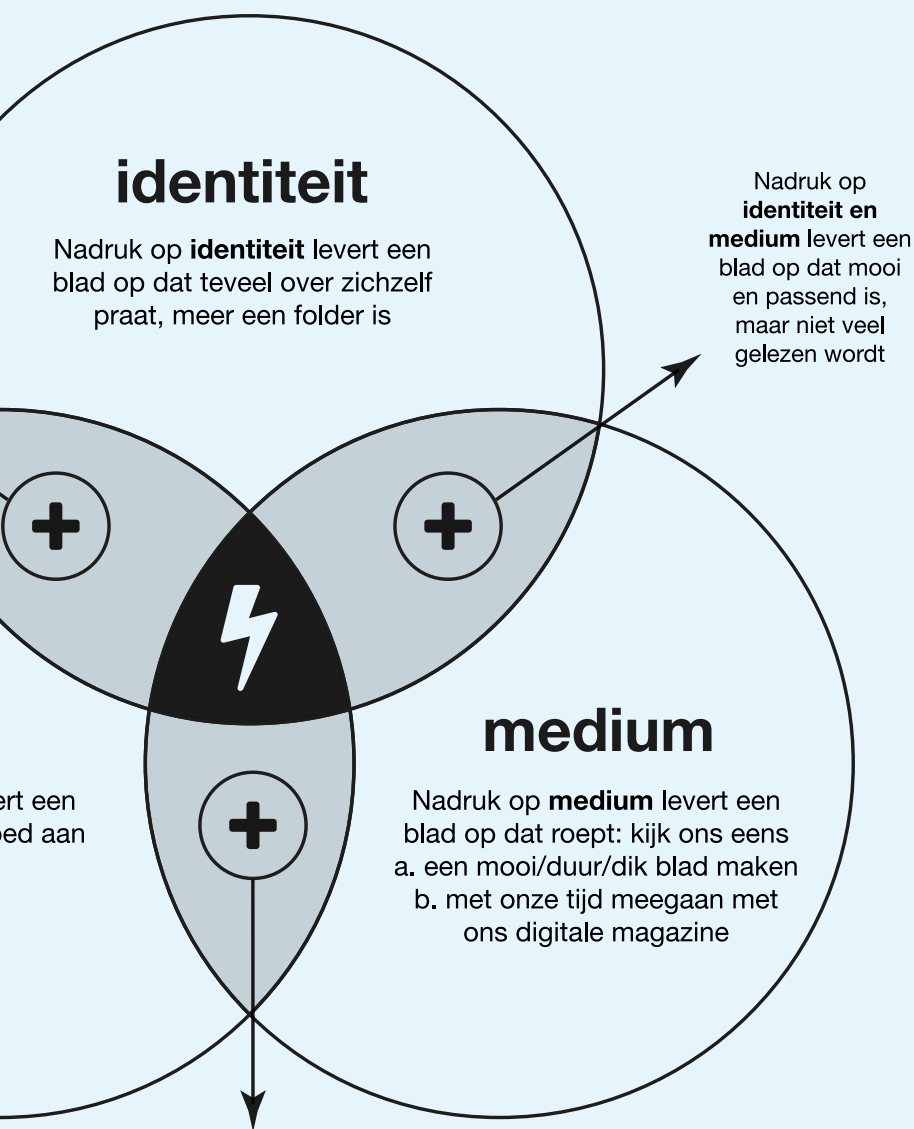 identiteit
Nadruk op identiteit levert een
blad op dat teveel over zichzelf
praat, meer een folder is
Nadruk op
identiteit en
medium levert een
blad op dat mooi
en passend is,
maar niet veel
gelezen wordt
medium
Nadruk op medium levert een
blad op dat roept: kijk ons eens
a. een mooi/duur/dik blad maken
b. met onze tijd meegaan met
ons digitale magazine
een
aan